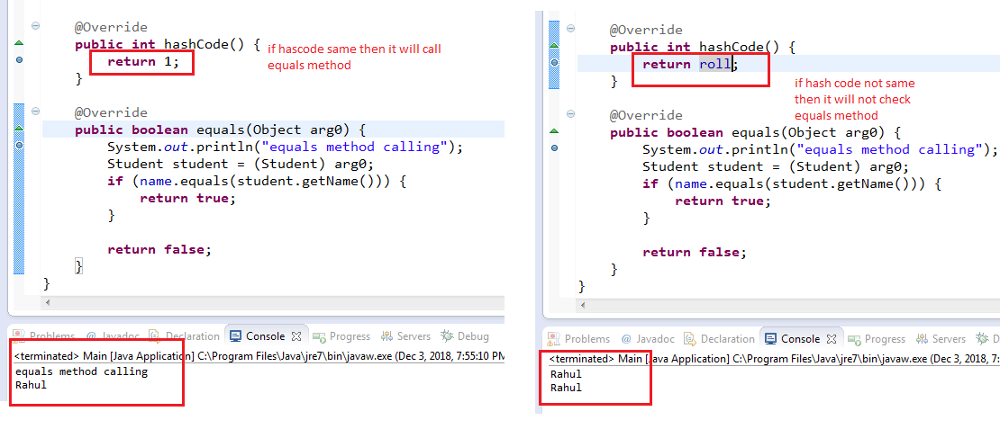 @Override
public int hashCode() {
return 1;
}
if hascode same then it will call
equals method
@Override
public boolean equals(Object arg0) {
System.out.println("equals method calling");
Student student = (Student) arg0;
if (name.equals(student.getName())) {
return true;
}
return false;
}
}
Problems @ Javadoc Declaration Console Progress Servers Debug
<terminated> Main [Java Application] C:\Program Files\Java\jre7\bin\javaw.exe (Dec 3, 2018, 7:55:10 PM
equals method calling
Rahul
@Override
public int hashCode() {
return roll;
}
if hash code not same
then it will not check
equals method
@Override
public boolean equals(Object arg0) {
System.out.println("equals method calling");
Student student = (Student) arg0;
if (name.equals(student.getName())) {
return true;
}
return false;
}
}
Problems @ Javadoc Declaration Console Progress Servers D
<terminated> Main [Java Application] C:\Program Files\Java\jre7\bin\javaw.exe (Dec 3, 2018, 7:
Rahul
Rahul